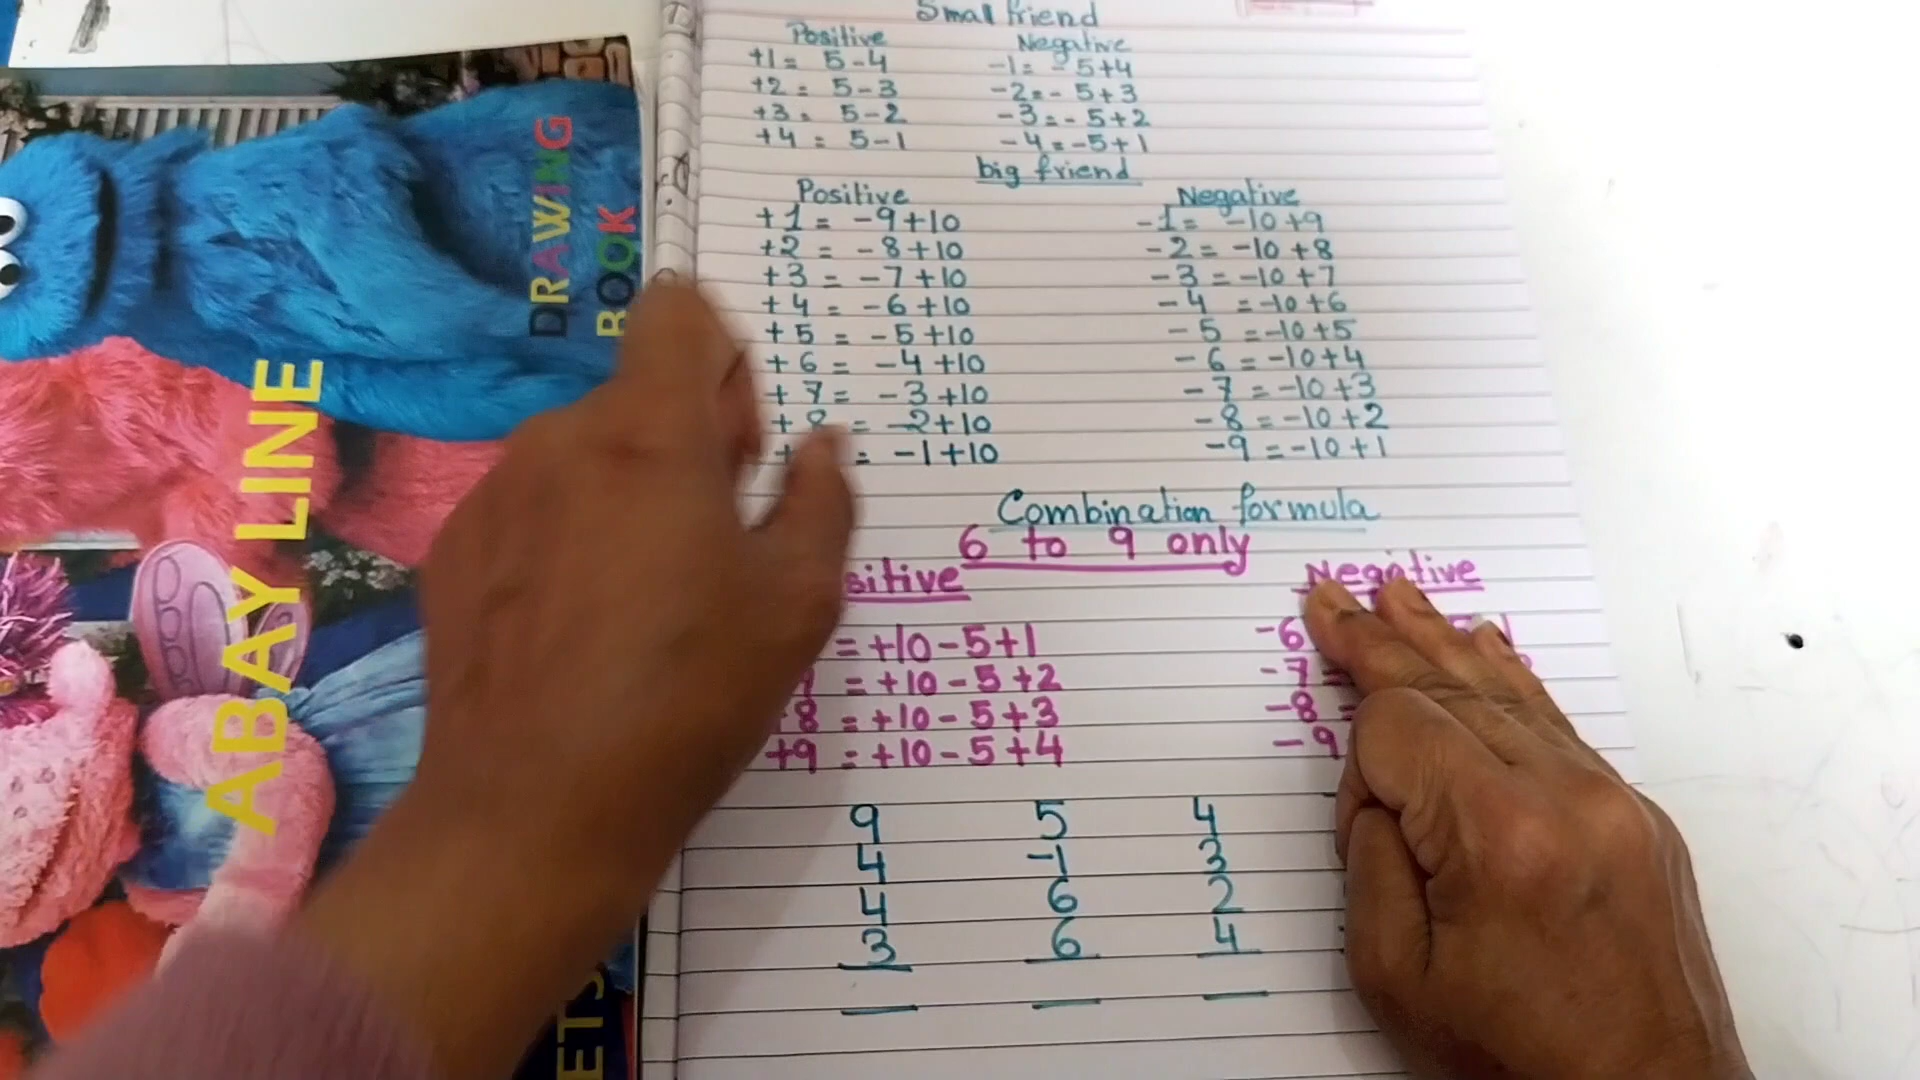 Smal friend
Positive Negative
+1= 5-4 -1= -5+4
+2= 5-3 -2=-5+3
+3= 5-2 -3=-5+2
+4= 5-1 -4=-5+1
big friend
Positive Negative
+1= -9+10 -1= -10+9
+2= -8+10 -2= -10+8
+3= -7+10 -3=-10+7
+4= -6+10 -4 =-10+6
+5= -5+10 -5 =-10+5
+6= -4+10 -6=-10+4
+7= -3+10 -7=-10+3
+8= -2+10 -8=-10+2
+ = -1+10 -9=-10+1
Combination formula
6 to 9 only
sitive Negative
=+10-5+1 -6
=+10-5+2 -7=
8=+10-5+3 -8=
+9=+10-5+4 -9
9 5 4
4 -1 3
4 6 2
3 6 4
DRAWING
BOOK
ABAY LINE
ETS